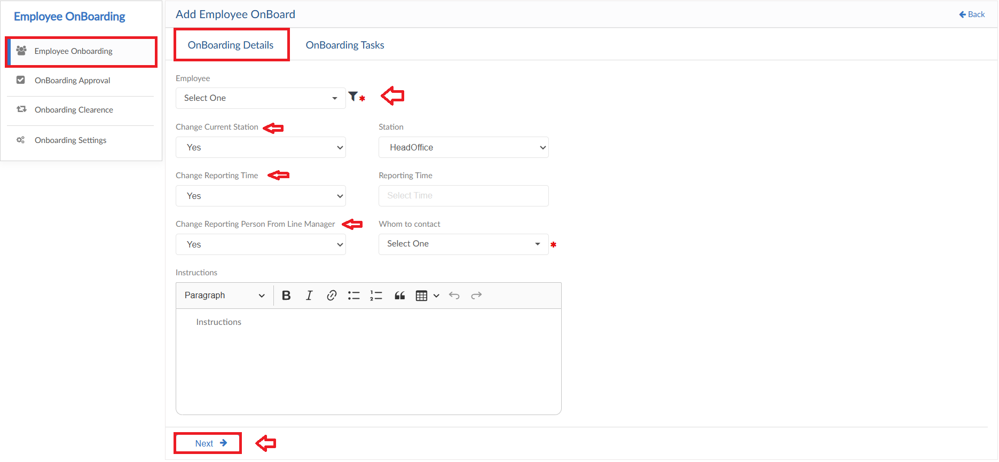 Employee OnBoarding
Employee Onboarding
OnBoarding Approval
Onboarding Clearence
Onboarding Settings
Add Employee OnBoard
Back
OnBoarding Details
OnBoarding Tasks
Employee
Select One
Change Current Station
Station
Yes
HeadOffice
Change Reporting Time
Reporting Time
Yes
Select Time
Change Reporting Person From Line Manager
Whom to contact
Yes
Select One
Instructions
Paragraph
Instructions
Next